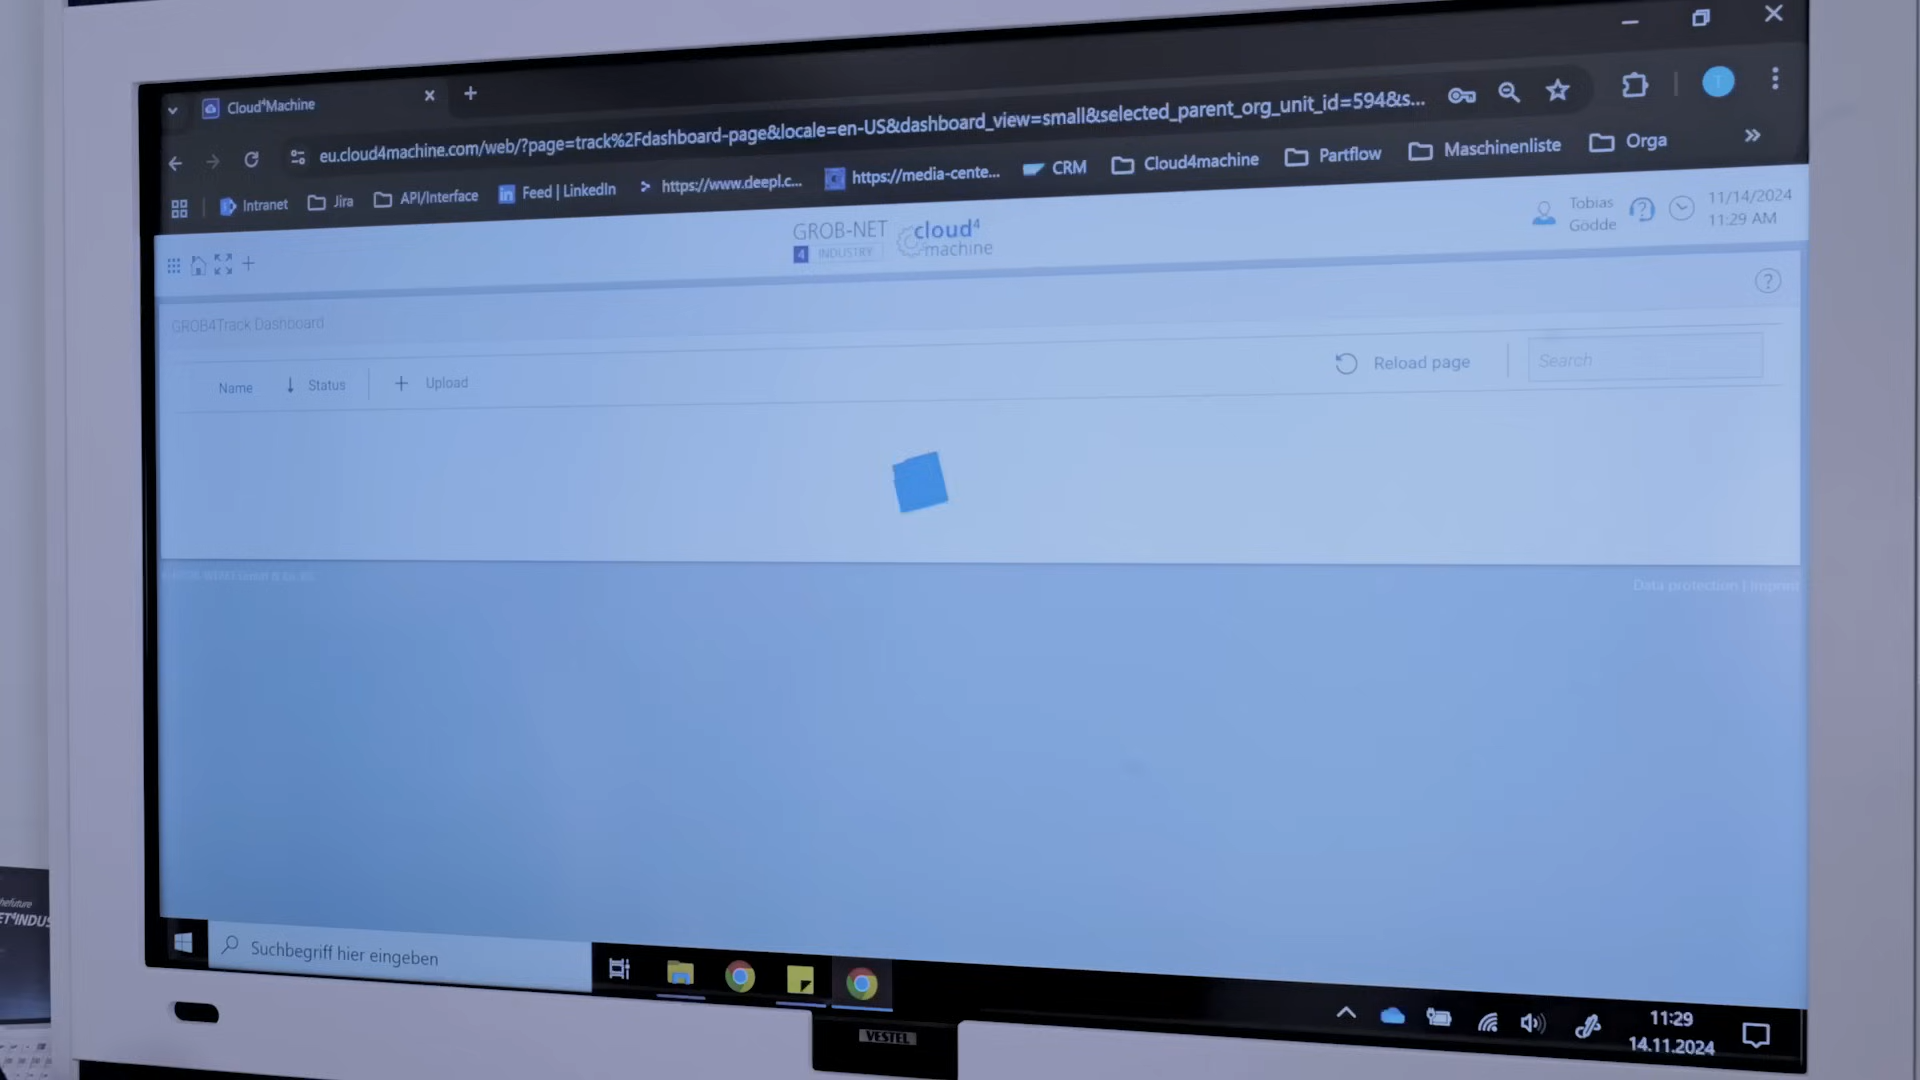 Cloud⁴Machine
eu.cloud4machine.com/web/?page=track%2Fdashboard-page&locale=en-US&dashboard_view=small&selected_parent_org_unit_id=594&s...
Intranet Jira API/Interface Feed | LinkedIn https://www.deepl.c... https://media-cente... CRM Cloud4machine Partflow Maschinenliste Orga
GROB-NET
4 INDUSTRY
cloud⁴
machine
Tobias
Gödde
11/14/2024
11:29 AM
GROB4Track Dashboard
Name Status Upload Reload page Search
Data protection | Imprint
Suchbegriff hier eingeben
11:29
14.11.2024
VESTEL